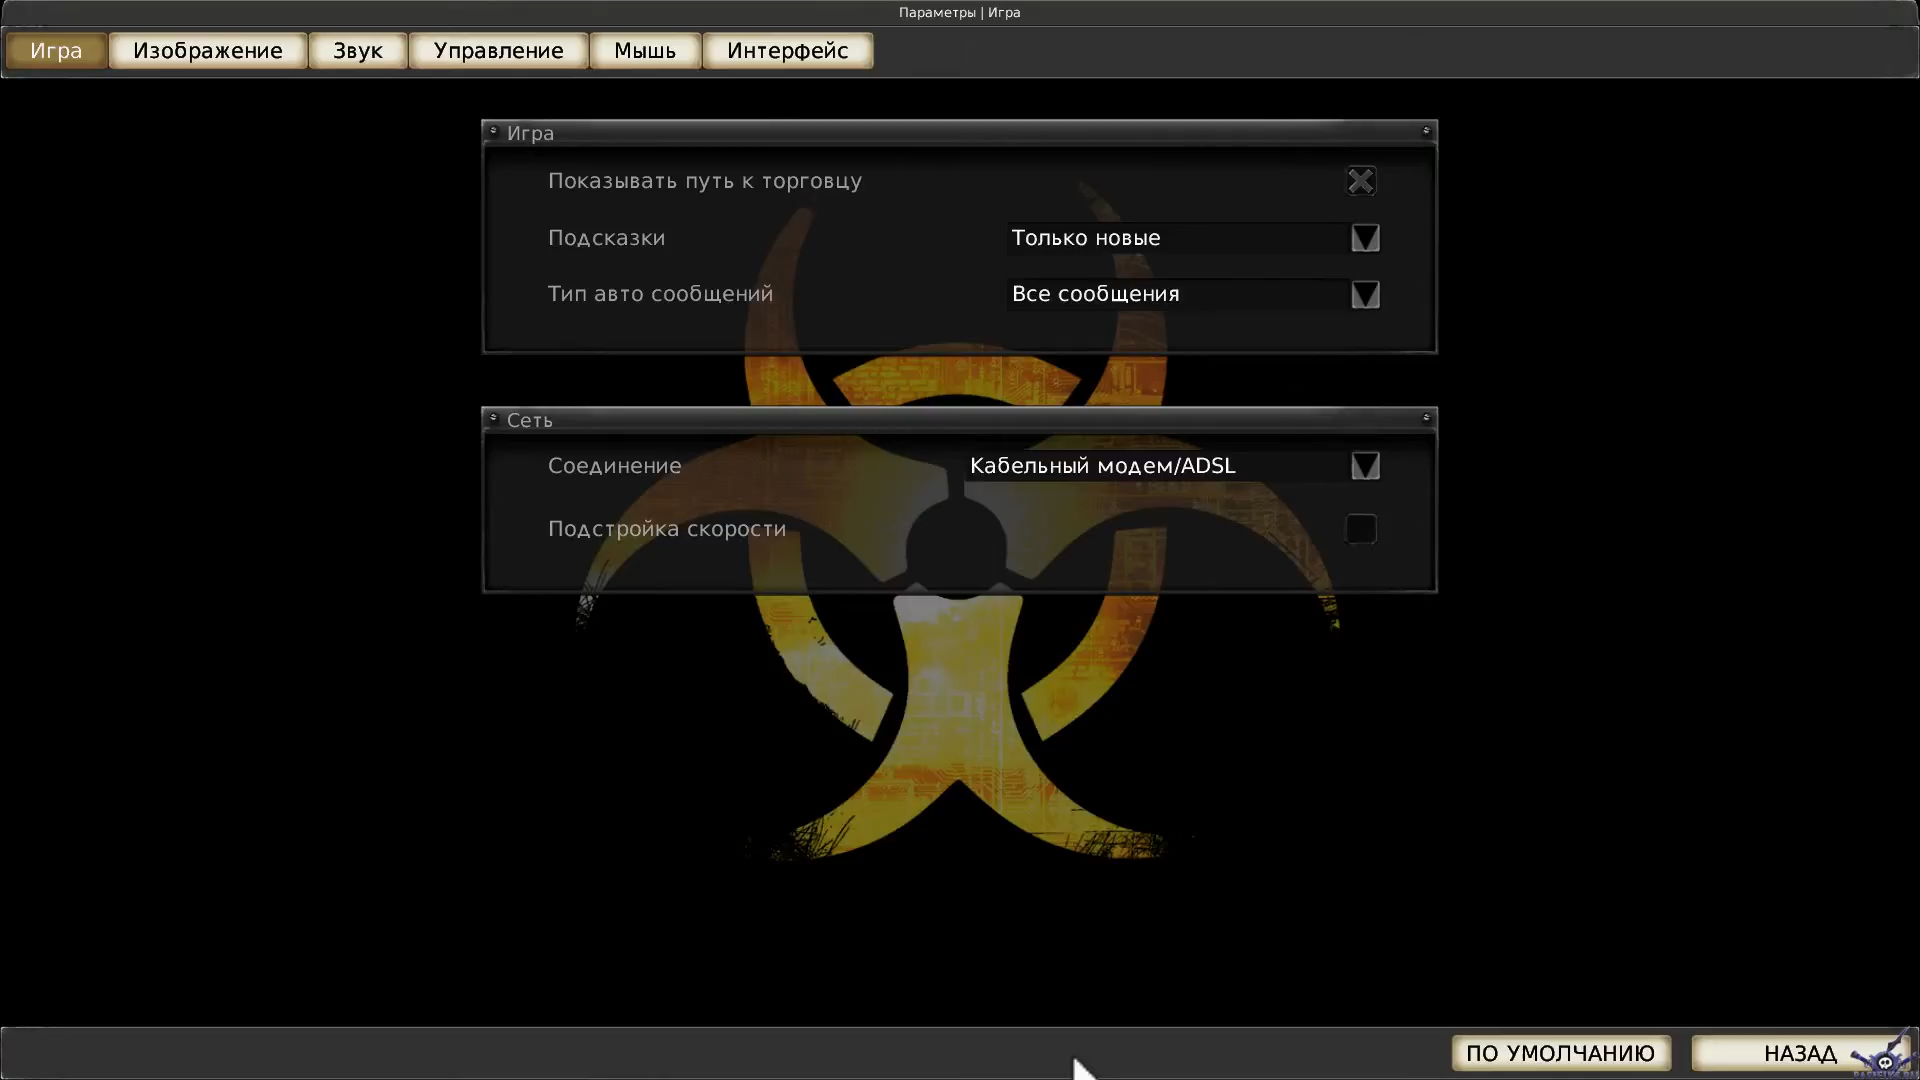 Параметры | Игра
Игра Изображение Звук Управление Мышь Интерфейс
Игра
Показывать путь к торговцу
Подсказки Только новые
Тип авто сообщений Все сообщения
Сеть
Соединение Кабельный модем/ADSL
Подстройка скорости
ПО УМОЛЧАНИЮ НАЗАД